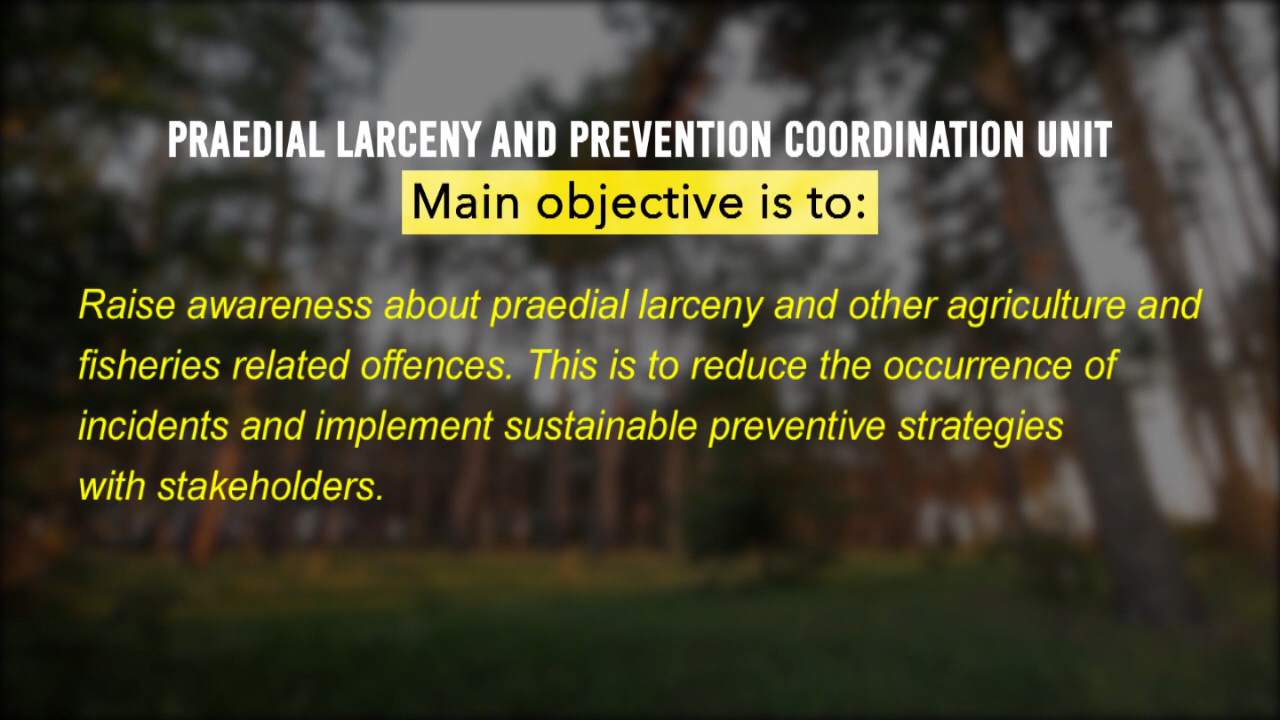 PRAEDIAL LARCENY AND PREVENTION COORDINATION UNIT
Main objective is to:
Raise awareness about praedial larceny and other agriculture and
fisheries related offences. This is to reduce the occurrence of
incidents and implement sustainable preventive strategies
with stakeholders.